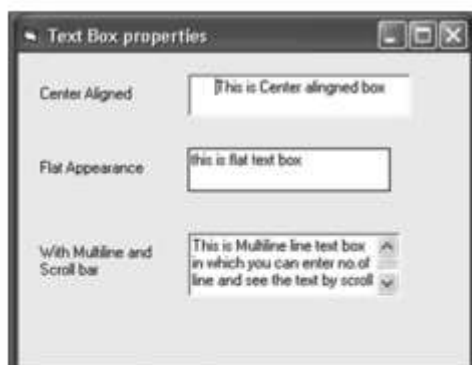 Text Box properties
Center Aligned
This is Center alingned box
Flat Appearance
this is flat text box
With Multiline and
Scroll bar
This is Multiline line text box
in which you can enter no.of
line and see the text by scroll